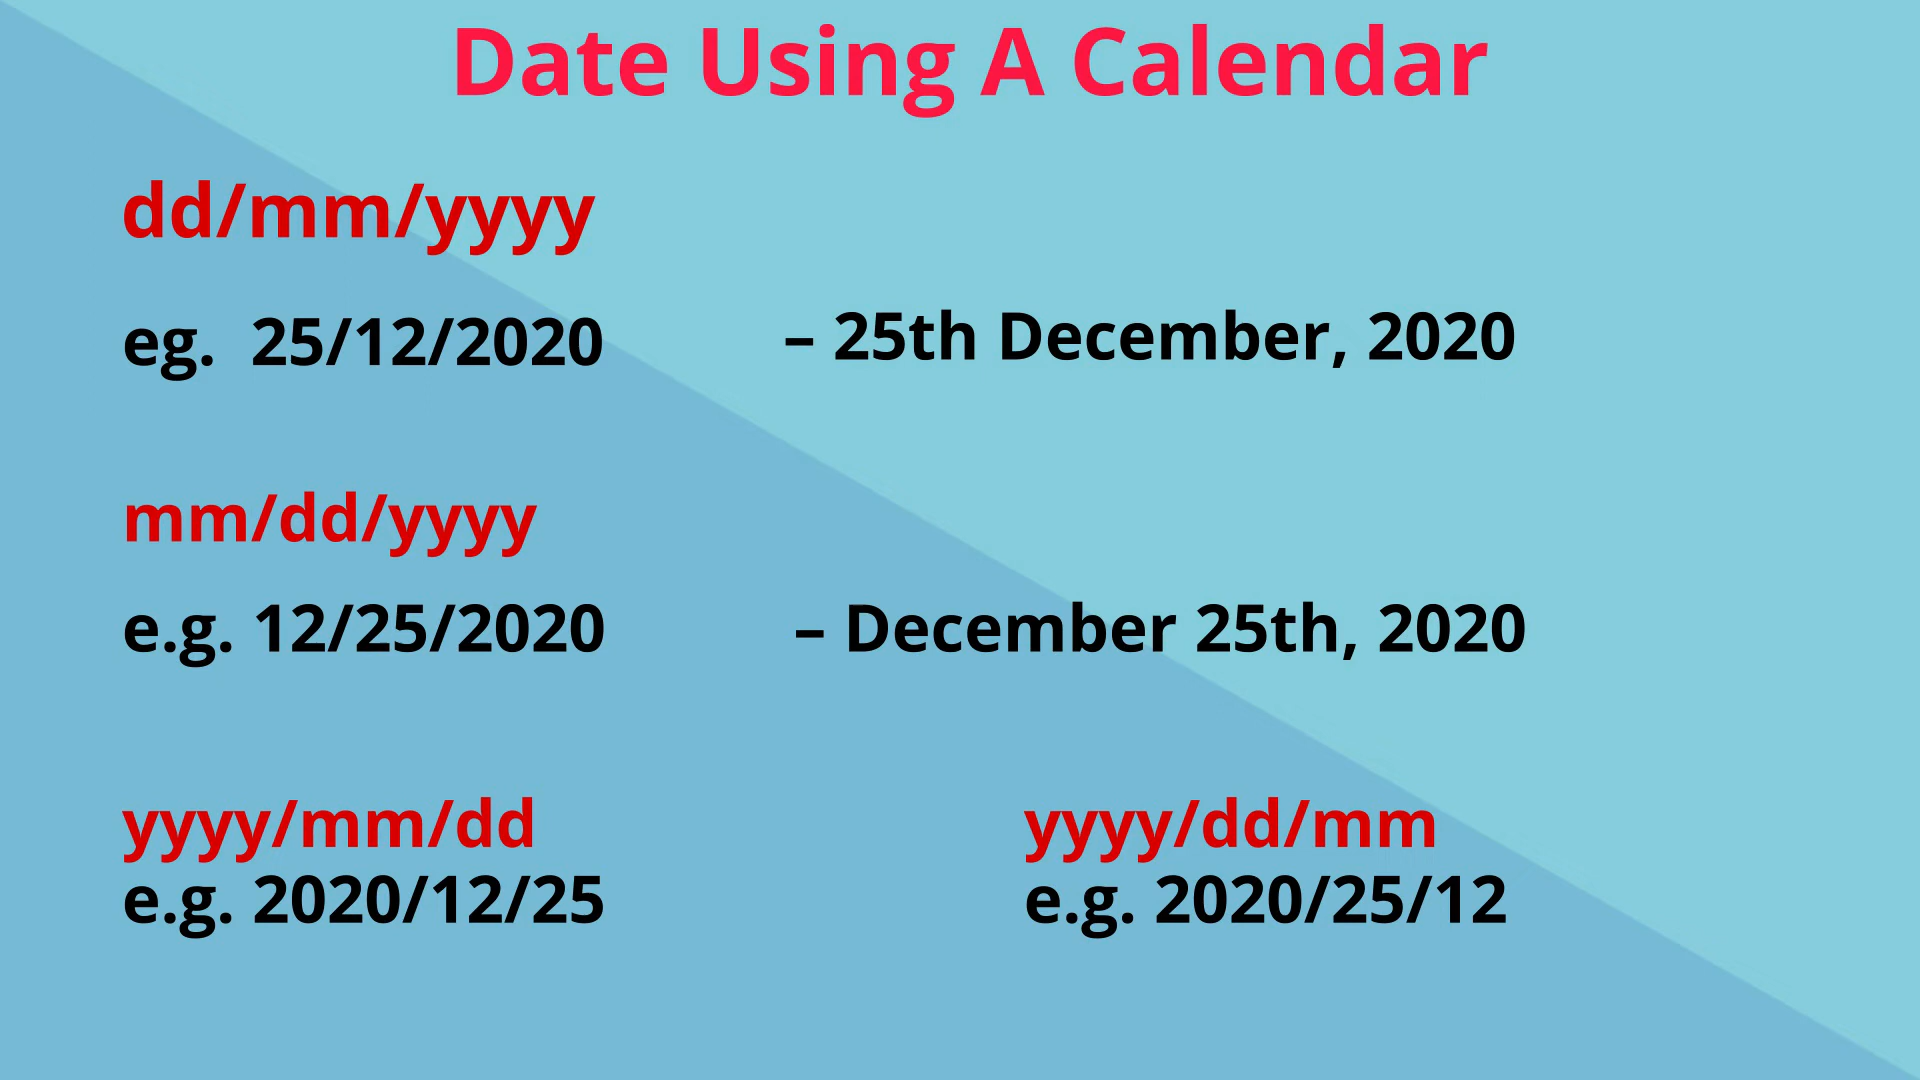 Date Using A Calendar
dd/mm/yyyy
eg. 25/12/2020 – 25th December, 2020
mm/dd/yyyy
e.g. 12/25/2020 – December 25th, 2020
yyyy/mm/dd yyyy/dd/mm
e.g. 2020/12/25 e.g. 2020/25/12